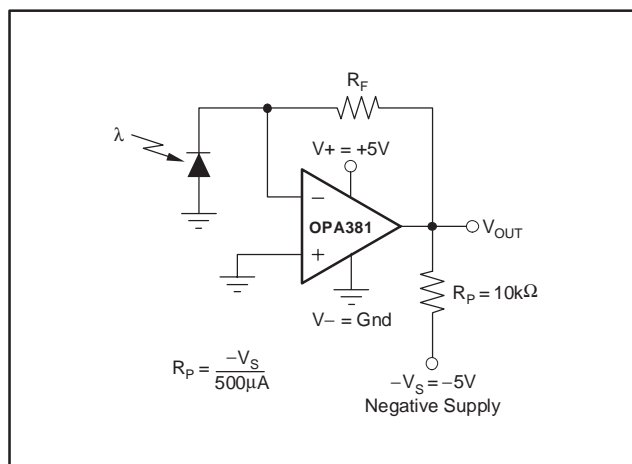 R_F
λ
V+ = +5V
−
OPA381
+
V_OUT
R_P = 10kΩ
V− = Gnd
R_P = −V_S / 500µA
−V_S = −5V
Negative Supply